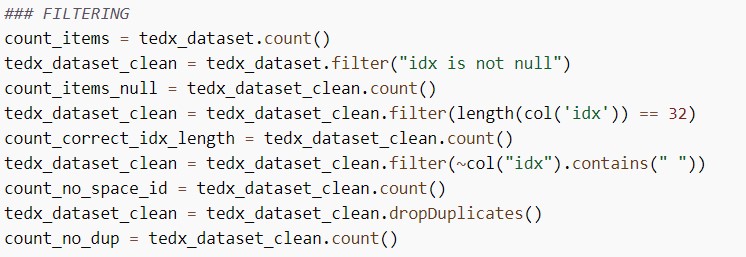 ### FILTERING
count_items = tedx_dataset.count()
tedx_dataset_clean = tedx_dataset.filter("idx is not null")
count_items_null = tedx_dataset_clean.count()
tedx_dataset_clean = tedx_dataset_clean.filter(length(col('idx')) == 32)
count_correct_idx_length = tedx_dataset_clean.count()
tedx_dataset_clean = tedx_dataset_clean.filter(~col("idx").contains(" "))
count_no_space_id = tedx_dataset_clean.count()
tedx_dataset_clean = tedx_dataset_clean.dropDuplicates()
count_no_dup = tedx_dataset_clean.count()